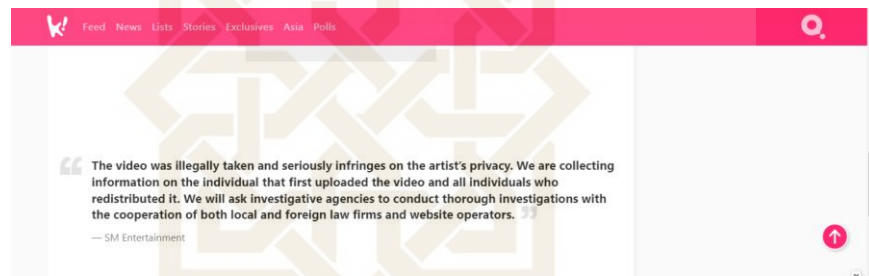 k! Feed News Lists Stories Exclusives Asia Polls
“ The video was illegally taken and seriously infringes on the artist’s privacy. We are collecting
information on the individual that first uploaded the video and all individuals who
redistributed it. We will ask investigative agencies to conduct thorough investigations with
the cooperation of both local and foreign law firms and website operators. ”
— SM Entertainment